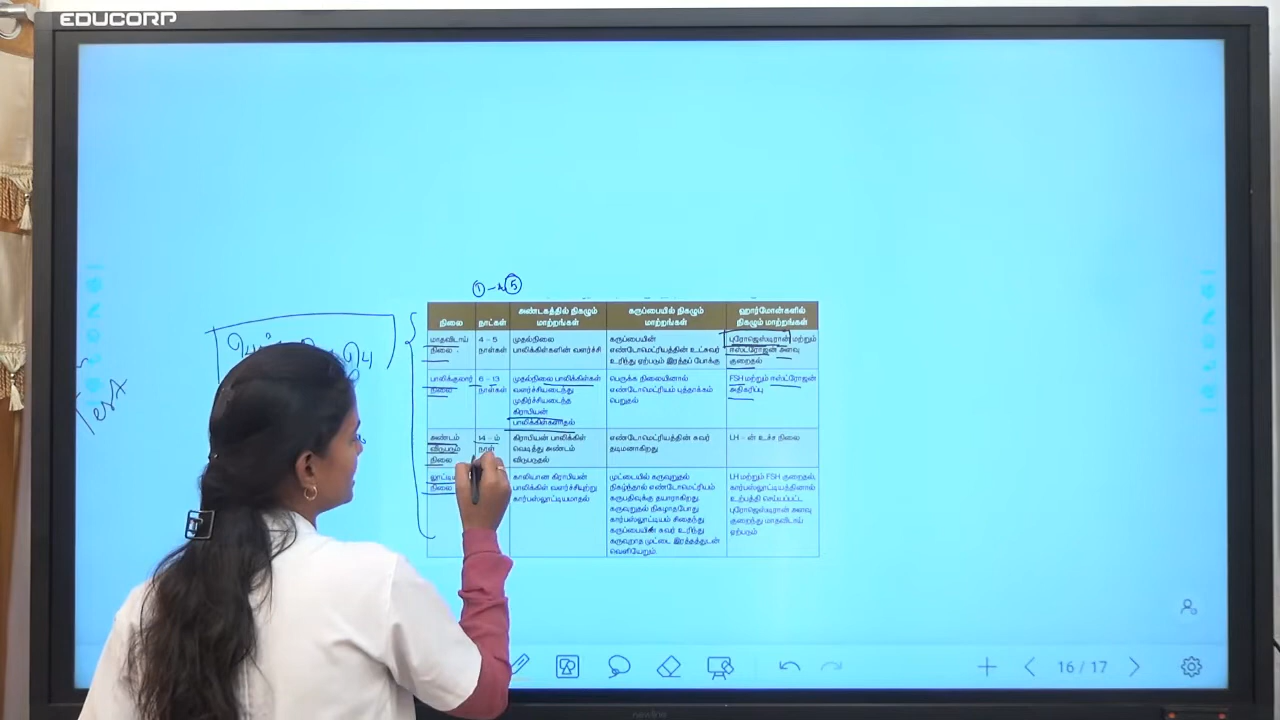 EDUCORP
① - 5
Test
நிலை
நாட்கள்
அண்டகத்தில் நிகழும்
மாற்றங்கள்
கருப்பையில் நிகழும்
மாற்றங்கள்
ஹார்மோன்களில்
நிகழும் மாற்றங்கள்
மாதவிடாய்
நிலை
4 - 5
நாள்கள்
முதல்நிலை
பாலிக்கிள்களின் வளர்ச்சி
கருப்பையின்
எண்டோமெட்ரியத்தின் உட்சுவர்
உரிந்து ஏற்படும் இரத்தப் போக்கு
புரோஜெஸ்டிரான் மற்றும்
ஈஸ்ட்ரோஜன் அளவு
குறைதல்
பாலிகுலார்
நிலை
6 - 13
நாள்கள்
முதல்நிலை பாலிக்கிள்கள்
வளர்ச்சியடைந்து
முதிர்ச்சியடைந்த
கிராபியன்
பாலிக்கிள்களாதல்
பெருக்க நிலையினால்
எண்டோமெட்ரியம் புத்தாக்கம்
பெறுதல்
FSH மற்றும் ஈஸ்ட்ரோஜன்
அதிகரிப்பு
அண்டம்
விடுபடும்
நிலை
14 - ம்
நாள்
கிராபியன் பாலிக்கிள்
வெடித்து அண்டம்
விடுபடுதல்
எண்டோமெட்ரியத்தின் சுவர்
தடிமனாகிறது
LH - ன் உச்ச நிலை
நிலை
காலியான கிராபியன்
பாலிக்கிள் வளர்ச்சியுற்று
கார்பஸ்லூட்டியமாதல்
முட்டையில் கருவுறுதல்
நிகழ்ந்தால் எண்டோமெட்ரியம்
கருபதிவுக்கு தயாராகிறது
கருவுறுதல் நிகழாதபோது
கார்பஸ்லூட்டியம் சிதைந்து
கருப்பையின் சுவர் உரிந்து
கருவுறாத முட்டை இரத்தத்துடன்
வெளியேறும்.
LH மற்றும் FSH குறைதல்,
கார்பஸ்லூட்டியத்தினால்
உற்பத்தி செய்யப்பட்ட
புரோஜெஸ்டிரான் அளவு
குறைந்து மாதவிடாய்
ஏற்படும்
16 / 17
newline